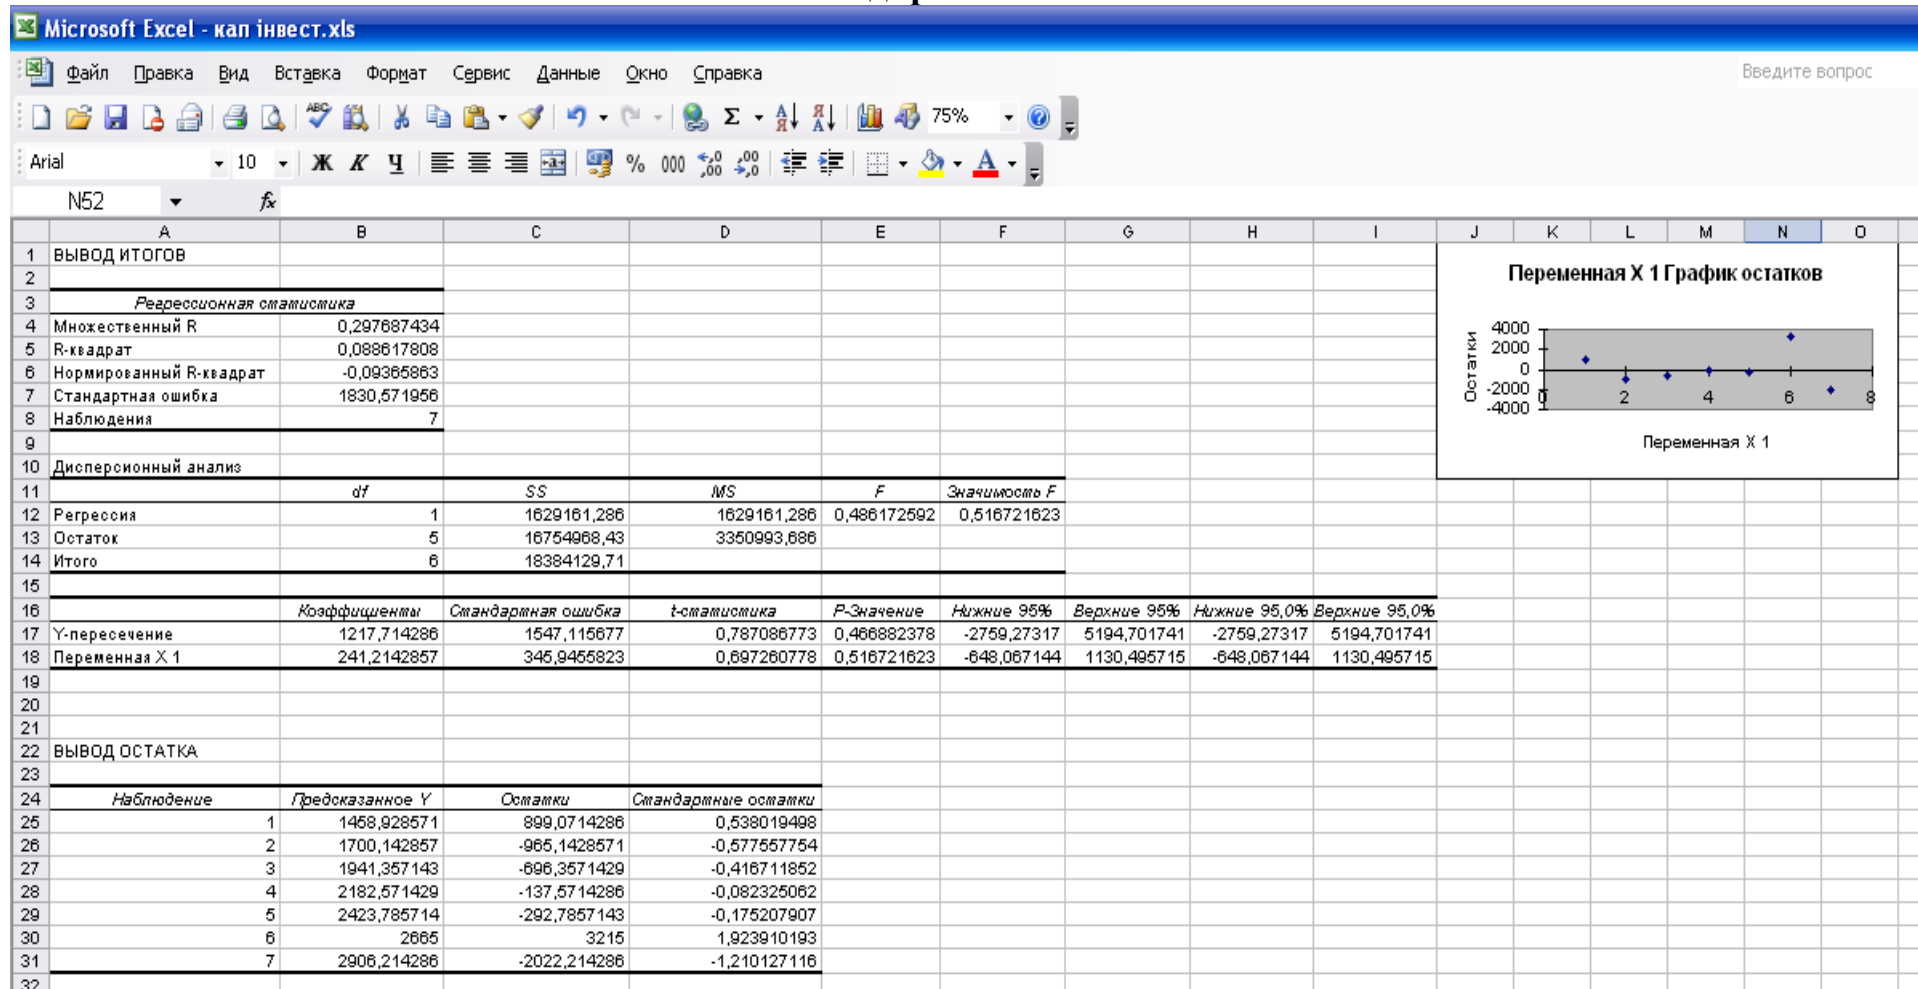 Microsoft Excel - кап інвест.xls
Файл Правка Вид Вставка Формат Сервис Данные Окно Справка Введите вопрос
75%
Arial 10 Ж К Ч % 000
N52 fx
A B C D E F G H I J K L M N O
1 ВЫВОД ИТОГОВ
2
3 Регрессионная статистика
4 Множественный R 0,297687434
5 R-квадрат 0,088617808
6 Нормированный R-квадрат -0,09365863
7 Стандартная ошибка 1830,571956
8 Наблюдения 7
9
10 Дисперсионный анализ
11 df SS MS F Значимость F
12 Регрессия 1 1629161,286 1629161,286 0,486172592 0,516721623
13 Остаток 5 16754968,43 3350993,686
14 Итого 6 18384129,71
15
16 Коэффициенты Стандартная ошибка t-статистика P-Значение Нижние 95% Верхние 95% Нижние 95,0% Верхние 95,0%
17 Y-пересечение 1217,714286 1547,115677 0,787086773 0,466882378 -2759,27317 5194,701741 -2759,27317 5194,701741
18 Переменная X 1 241,2142857 345,9455823 0,697260778 0,516721623 -648,067144 1130,495715 -648,067144 1130,495715
19
20
21
22 ВЫВОД ОСТАТКА
23
24 Наблюдение Предсказанное Y Остатки Стандартные остатки
25 1 1458,928571 899,0714286 0,538019498
26 2 1700,142857 -965,1428571 -0,577557754
27 3 1941,357143 -696,3571429 -0,416711852
28 4 2182,571429 -137,5714286 -0,082325062
29 5 2423,785714 -292,7857143 -0,175207907
30 6 2665 3215 1,923910193
31 7 2906,214286 -2022,214286 -1,210127116
32
Переменная X 1 График остатков
Остатки
4000
2000
0
-2000
-4000
0 2 4 6 8
Переменная X 1